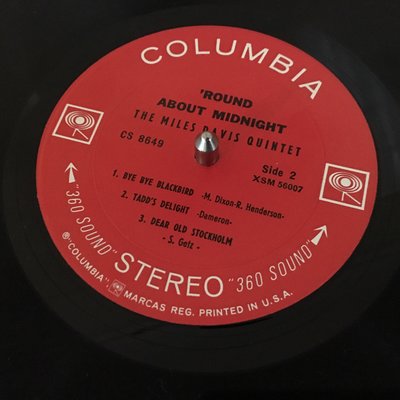 COLUMBIA
'ROUND
ABOUT MIDNIGHT
THE MILES DAVIS QUINTET
CS 8649
Side 2
XSM 56007
1. BYE BYE BLACKBIRD -M. Dixon-R. Henderson-
2. TADD'S DELIGHT -Dameron-
3. DEAR OLD STOCKHOLM
- S. Getz -
"360 SOUND" STEREO "360 SOUND"
® "COLUMBIA", MARCAS REG. PRINTED IN U.S.A.